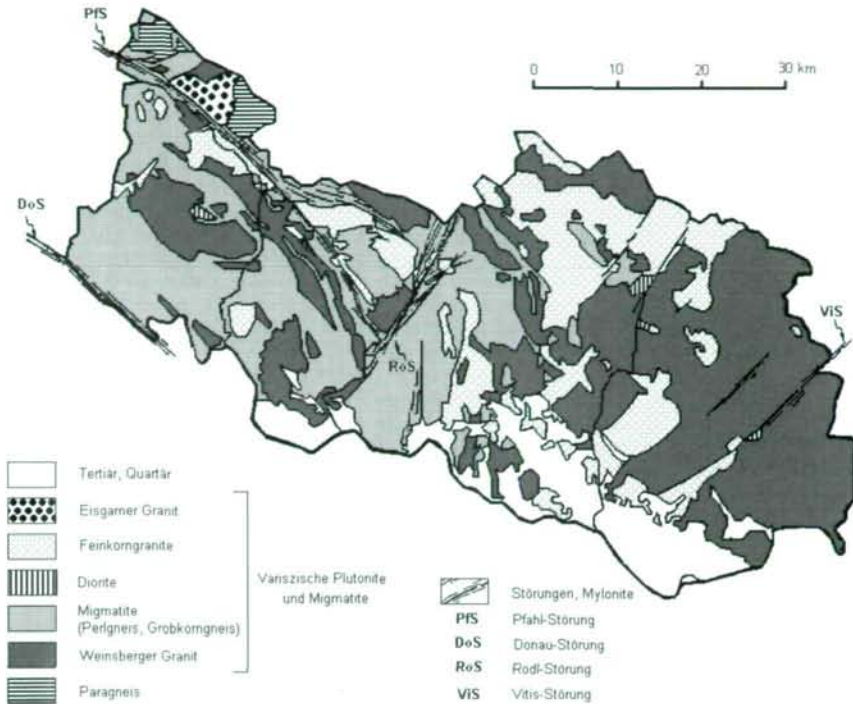 PfS
0 10 20 30 km
DoS
ViS
RoS
Tertiär, Quartär
Eisgarner Granit
Feinkorngranite
Diorite
Migmatite
(Perlgneis, Grobkorngneis)
Weinsberger Granit
Paragneis
Variszische Plutonite
und Migmatite
Störungen, Mylonite
PfS Pfahl-Störung
DoS Donau-Störung
RoS Rodl-Störung
ViS Vitis-Störung